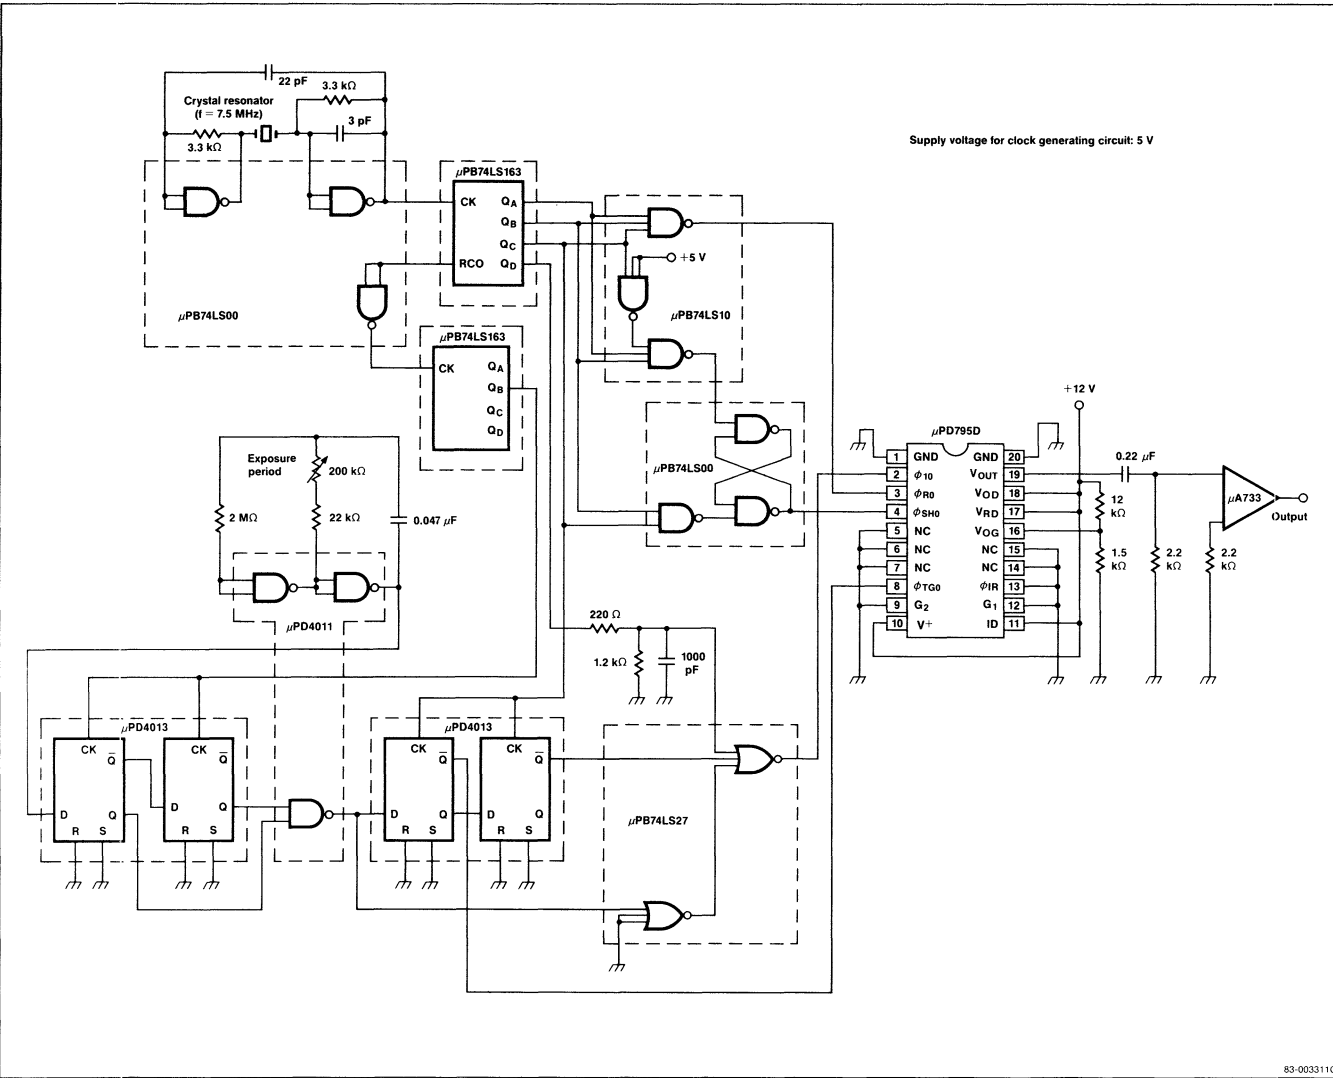 22 pF
3.3 kΩ
Crystal resonator
(f = 7.5 MHz)
3 pF
3.3 kΩ
Supply voltage for clock generating circuit: 5 V
μPB74LS163
CK
QA
QB
QC
RCO
QD
+5 V
μPB74LS00
μPB74LS10
μPB74LS163
CK
QA
QB
QC
QD
+12 V
μPB74LS00
μPD795D
1 GND
2 ϕ10
3 ϕR0
4 ϕSH0
5 NC
6 NC
7 NC
8 ϕTG0
9 G2
10 V+
GND 20
VOUT 19
VOD 18
VRD 17
VOG 16
NC 15
NC 14
ϕIR 13
G1 12
ID 11
0.22 μF
12
kΩ
1.5
kΩ
2.2
kΩ
2.2
kΩ
μA733
Output
Exposure
period
200 kΩ
2 MΩ
22 kΩ
0.047 μF
μPD4011
220 Ω
1.2 kΩ
1000
pF
μPD4013
CK
Q
D
Q
R
S
CK
Q
D
Q
R
S
μPD4013
CK
Q
D
Q
R
S
CK
Q
D
Q
R
S
μPB74LS27